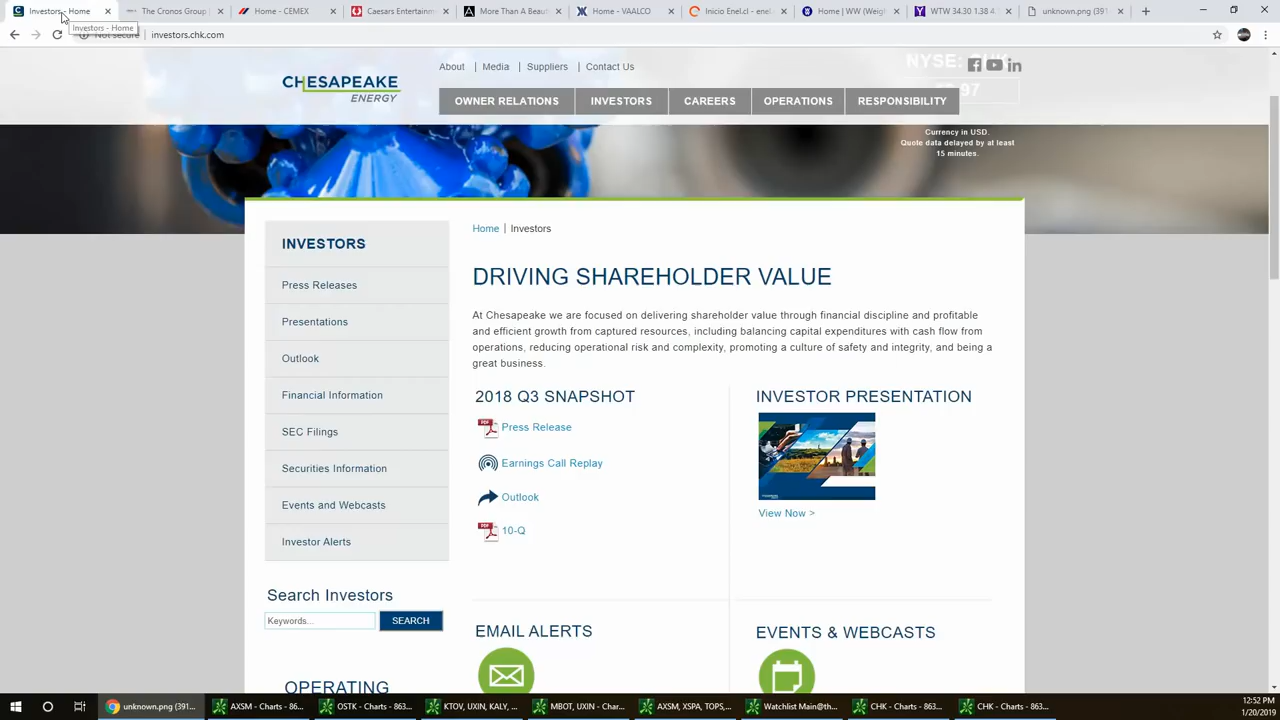 Investors - Home
The Cronos Group
Home - CEMEX
Caesars Entertainm
More Than A Beau
Home - VAALCO
Inicio Enel.cl - enel
Home | WW (Weigh
WTW 34.30 1.38 4.
unknown.png (391
Investors - Home
Not secure
investors.chk.com
CHESAPEAKE
ENERGY
About
Media
Suppliers
Contact Us
OWNER RELATIONS
INVESTORS
CAREERS
OPERATIONS
RESPONSIBILITY
Currency in USD.
Quote data delayed by at least
15 minutes.
INVESTORS
Press Releases
Presentations
Outlook
Financial Information
SEC Filings
Securities Information
Events and Webcasts
Investor Alerts
Search Investors
Keywords...
SEARCH
OPERATING
Home | Investors
DRIVING SHAREHOLDER VALUE
At Chesapeake we are focused on delivering shareholder value through financial discipline and profitable
and efficient growth from captured resources, including balancing capital expenditures with cash flow from
operations, reducing operational risk and complexity, promoting a culture of safety and integrity, and being a
great business.
2018 Q3 SNAPSHOT
Press Release
Earnings Call Replay
Outlook
10-Q
INVESTOR PRESENTATION
View Now >
EMAIL ALERTS
EVENTS & WEBCASTS
unknown.png (391...
AXSM - Charts - 863...
OSTK - Charts - 863...
KTOV, UXIN, KALY, ...
MBOT, UXIN - Char...
AXSM, XSPA, TOPS,...
Watchlist Main@th...
CHK - Charts - 863...
CHK - Charts - 863...
12:52 PM
1/20/2019